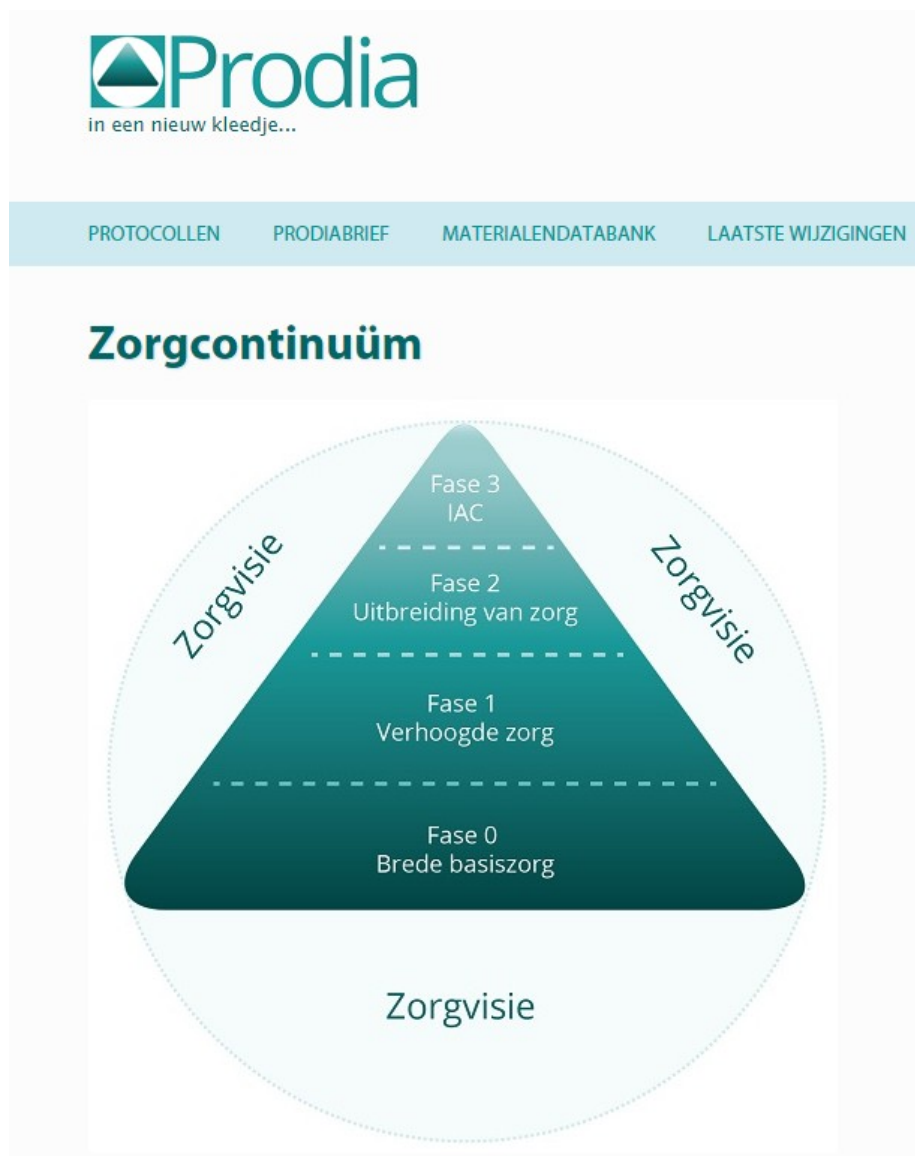 Prodia
in een nieuw kleedje...
PROTOCOLLEN PRODIABRIEF MATERIALENDATABANK LAATSTE WIJZIGINGEN
Zorgcontinuüm
Fase 3
IAC
Zorgvisie
Zorgvisie
Fase 2
Uitbreiding van zorg
Fase 1
Verhoogde zorg
Fase 0
Brede basiszorg
Zorgvisie